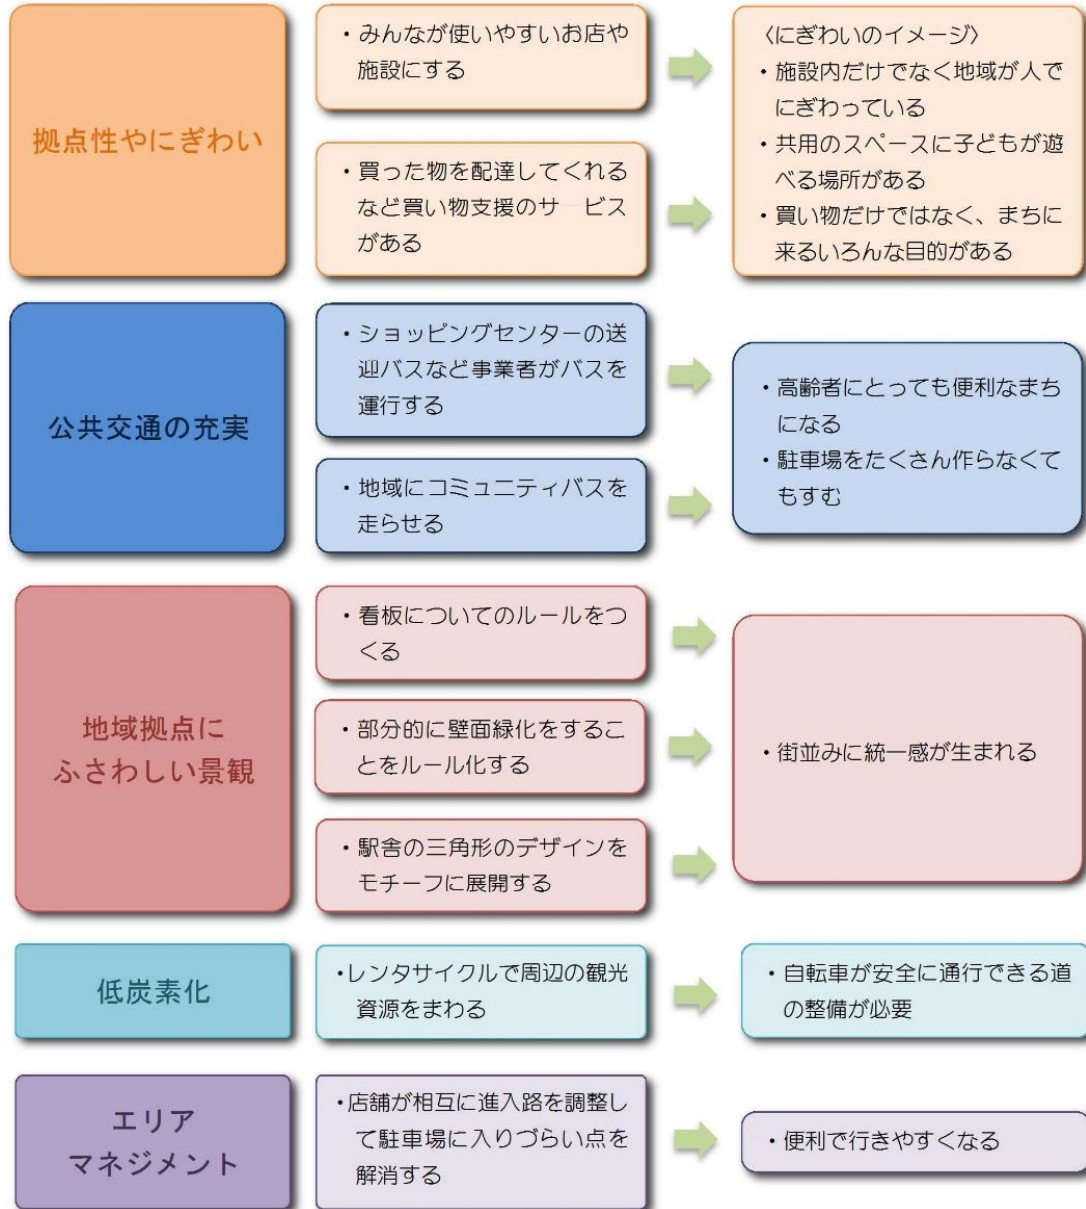 拠点性やにぎわい
・みんなが使いやすいお店や
施設にする
・買った物を配達してくれる
など買い物支援のサービス
がある
〈にぎわいのイメージ〉
・施設内だけでなく地域が人で
にぎわっている
・共用のスペースに子どもが遊
べる場所がある
・買い物だけではなく、まちに
来るいろんな目的がある
公共交通の充実
・ショッピングセンターの送
迎バスなど事業者がバスを
運行する
・地域にコミュニティバスを
走らせる
・高齢者にとっても便利なまち
になる
・駐車場をたくさん作らなくて
もすむ
地域拠点に
ふさわしい景観
・看板についてのルールをつ
くる
・部分的に壁面緑化をするこ
とをルール化する
・駅舎の三角形のデザインを
モチーフに展開する
・街並みに統一感が生まれる
低炭素化
・レンタサイクルで周辺の観光
資源をまわる
・自転車が安全に通行できる道
の整備が必要
エリア
マネジメント
・店舗が相互に進入路を調整し
て駐車場に入りづらい点を
解消する
・便利で行きやすくなる